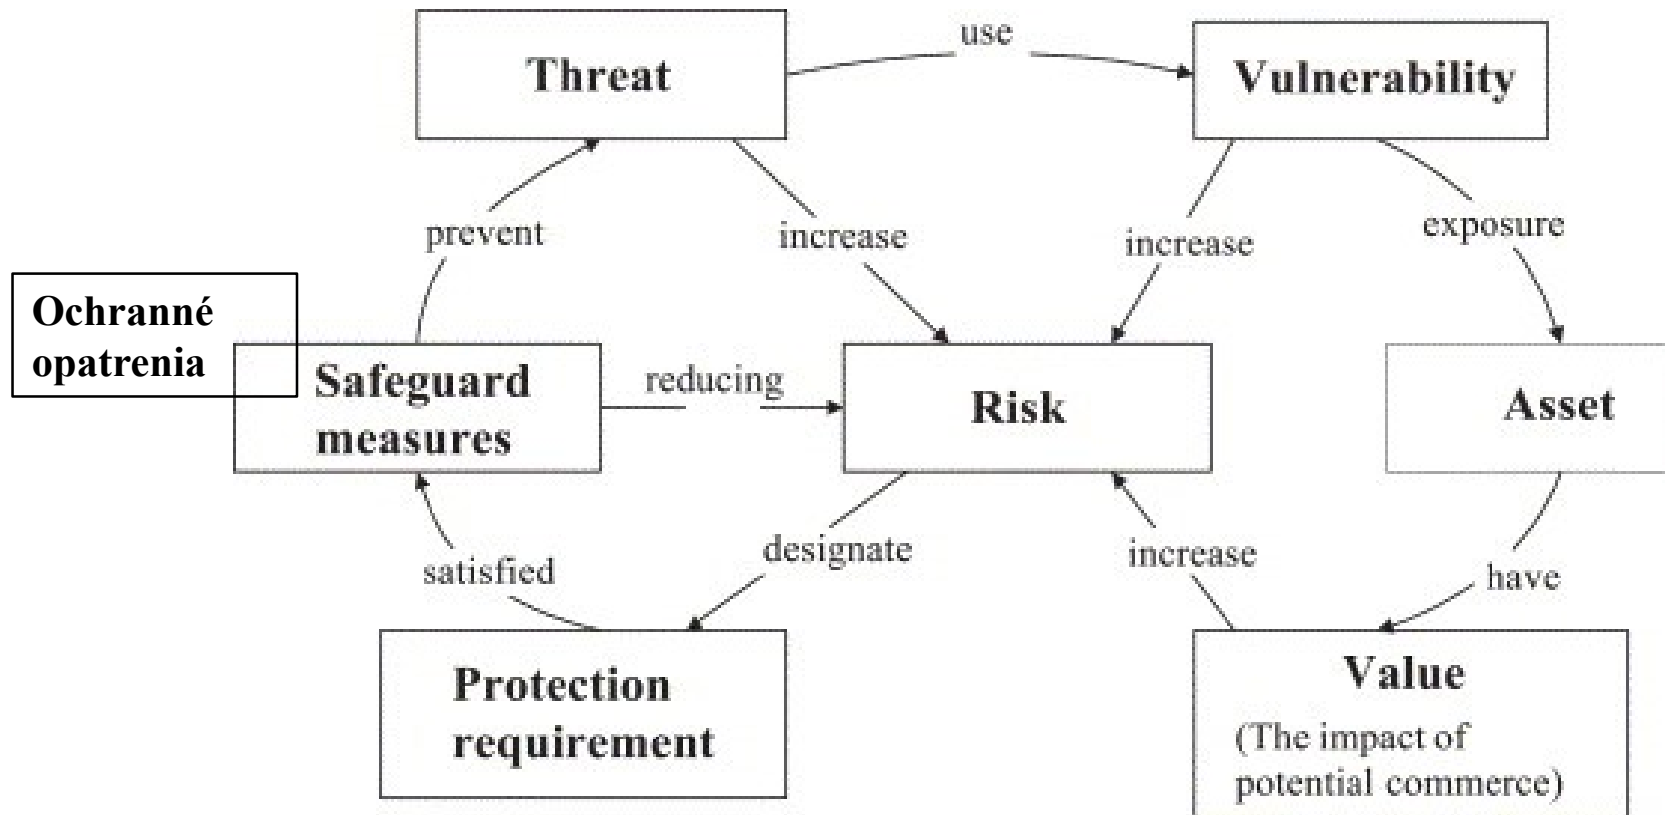 use
Threat
Vulnerability
prevent
increase
increase
exposure
Ochranné
opatrenia
Safeguard
measures
reducing
Risk
Asset
satisfied
designate
increase
have
Protection
requirement
Value
(The impact of
potential commerce)